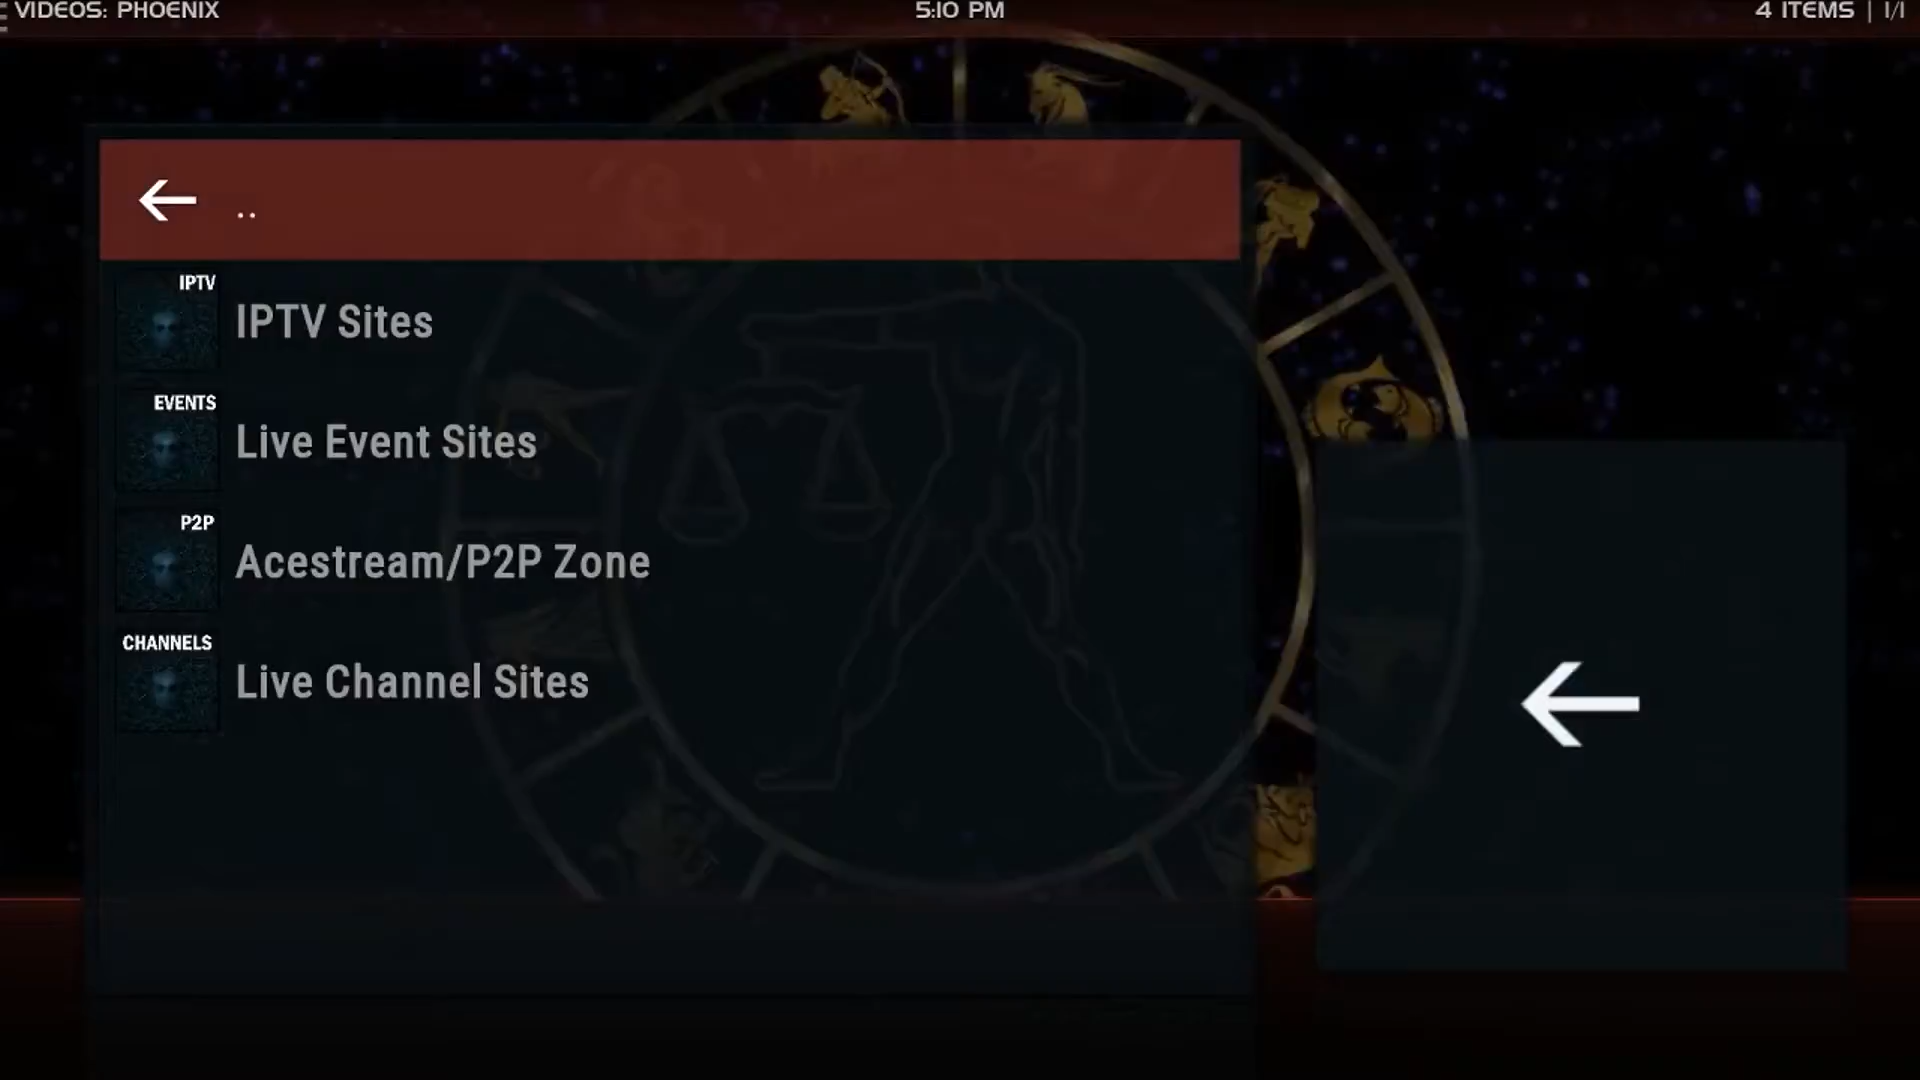 VIDEOS: PHOENIX
5:10 PM
4 ITEMS | 1/1
..
IPTV
IPTV Sites
EVENTS
Live Event Sites
P2P
Acestream/P2P Zone
CHANNELS
Live Channel Sites